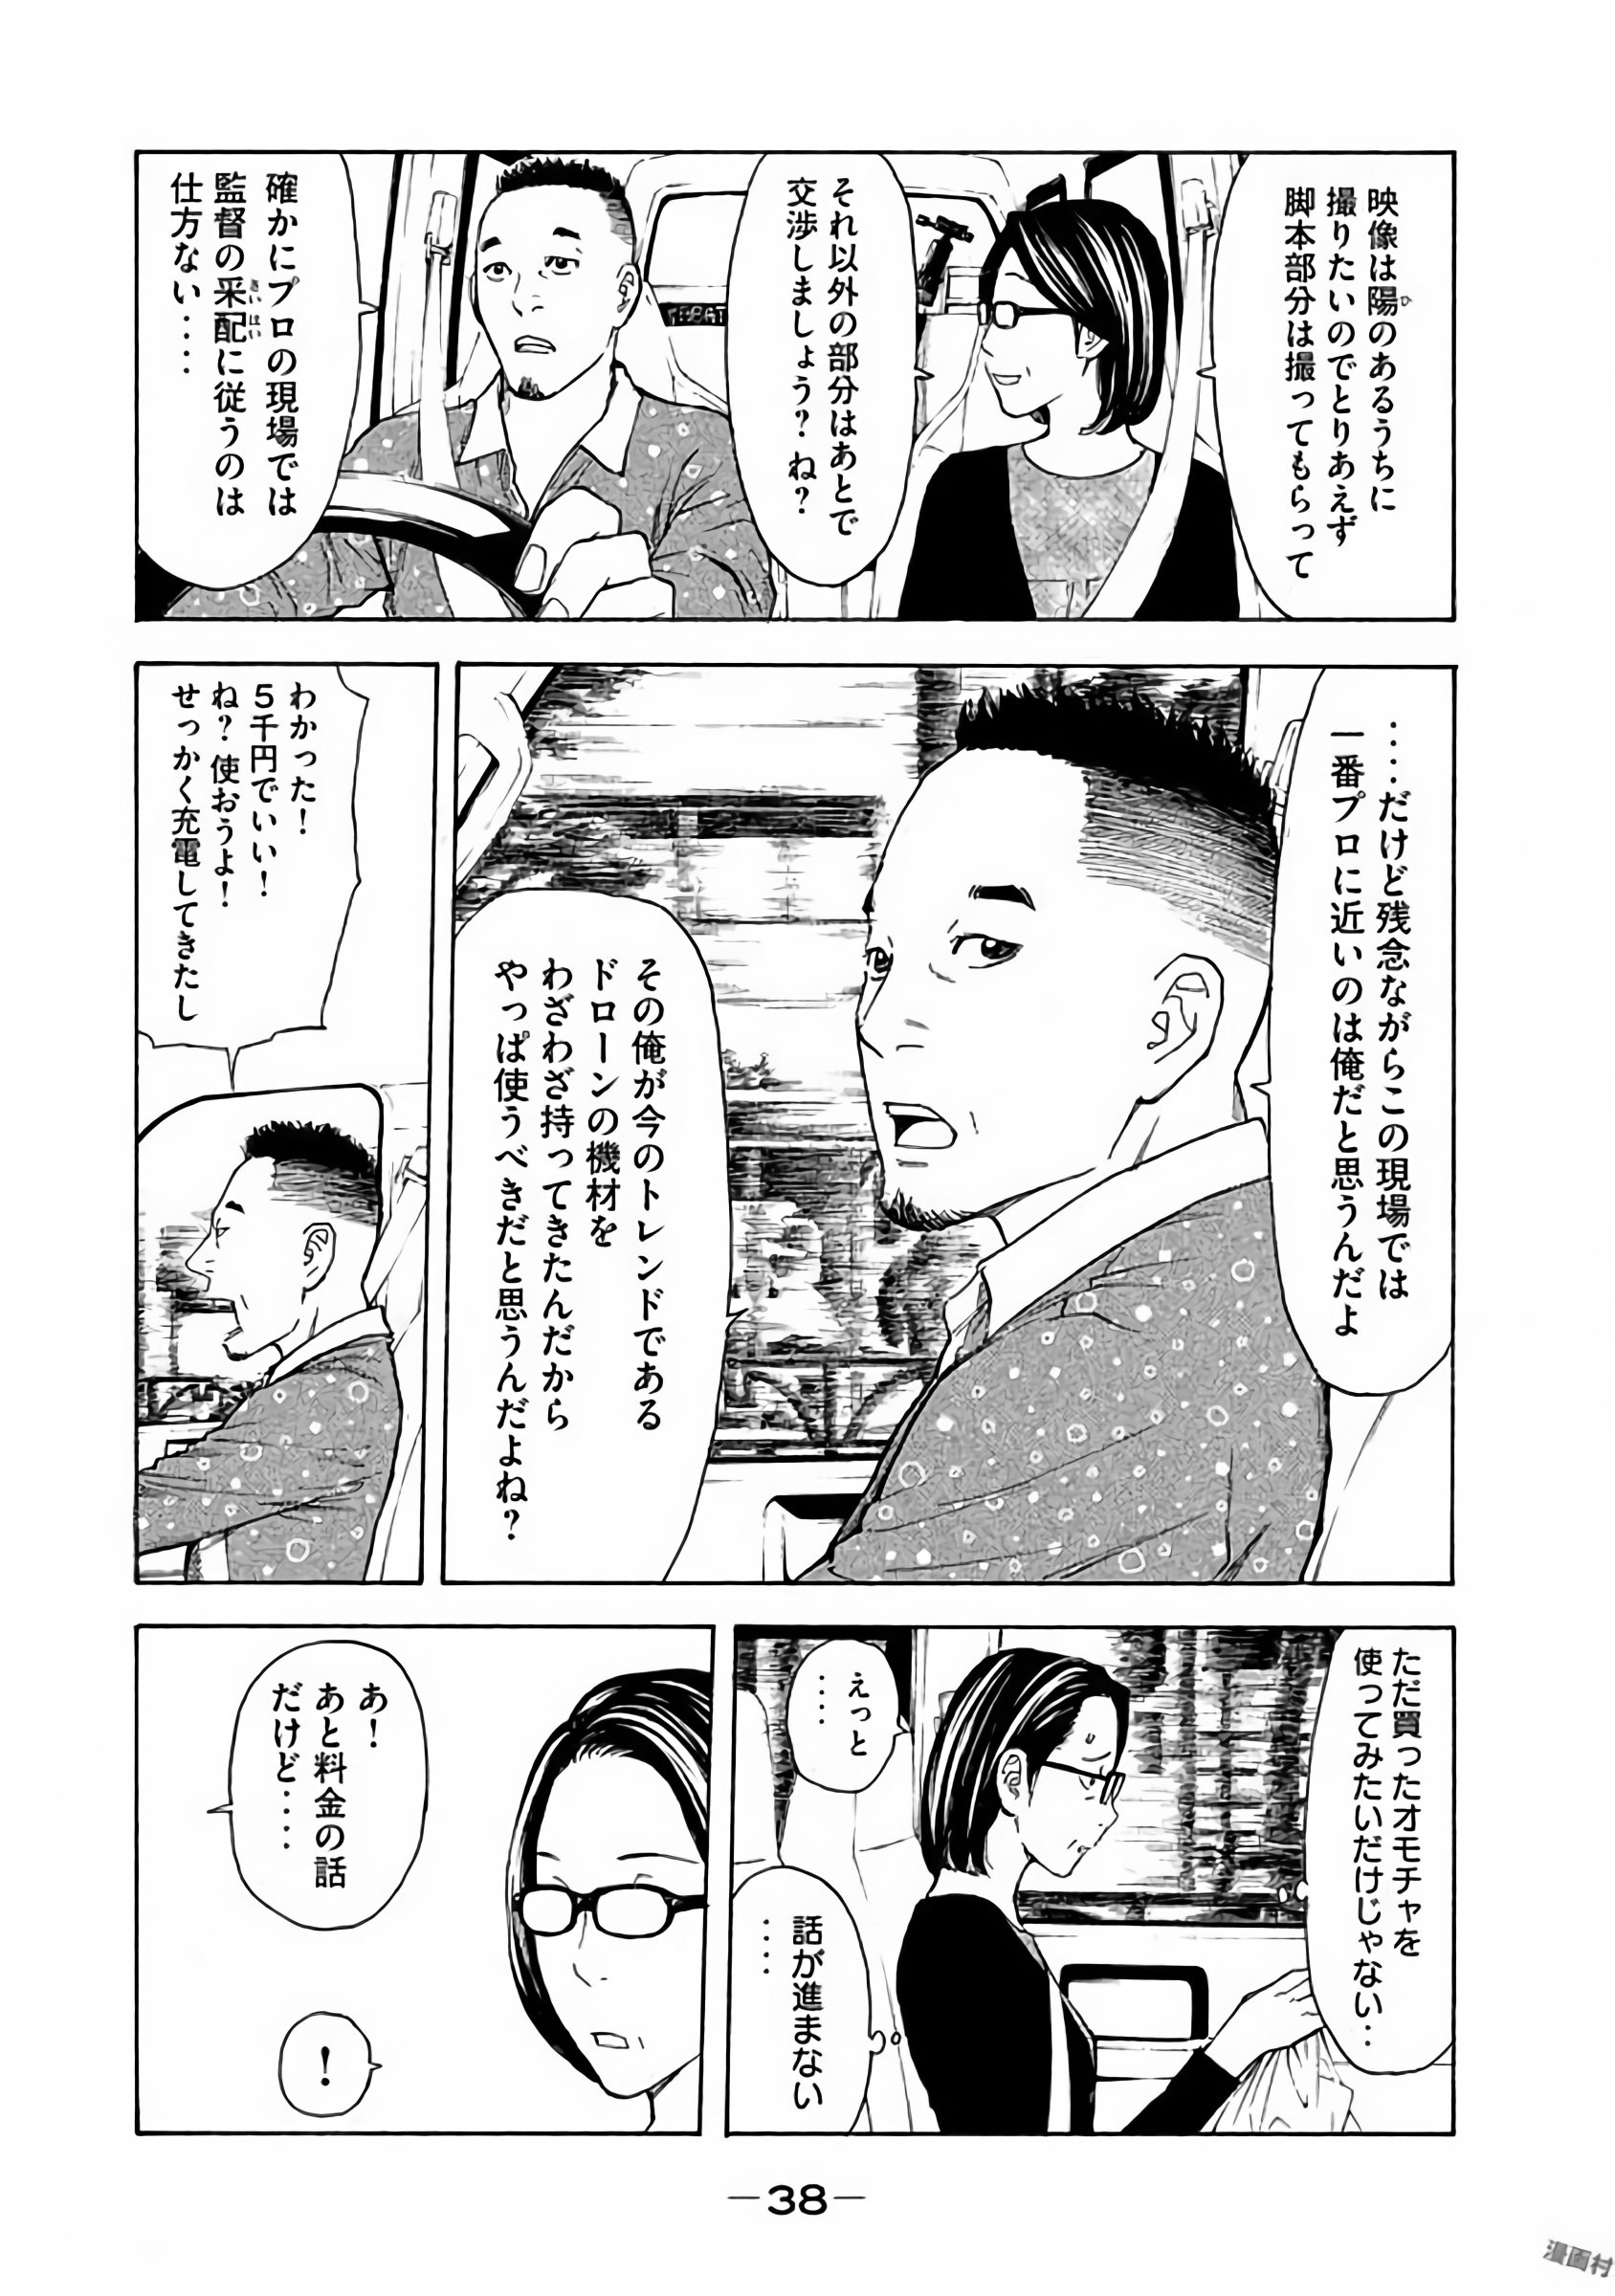 映像は陽のあるうちに
撮りたいのでとりあえず
脚本部分は撮ってもらって
ひ
それ以外の部分はあとで
交渉しましょう？ね？
確かにプロの現場では
監督の采配に従うのは
さいはい
仕方ない‥‥
‥‥だけど残念ながらこの現場では
一番プロに近いのは俺だと思うんだよ
その俺が今のトレンドである
ドローンの機材を
わざわざ持ってきたんだから
やっぱ使うべきだと思うんだよね？
わかった！
５千円でいい！
ね？使おうよ！
せっかく充電してきたし
ただ買ったオモチャを
使ってみたいだけじゃない‥
えっと
‥‥
話が進まない
‥‥
あ！
あと料金の話
だけど‥‥
！
—38—
漫画村